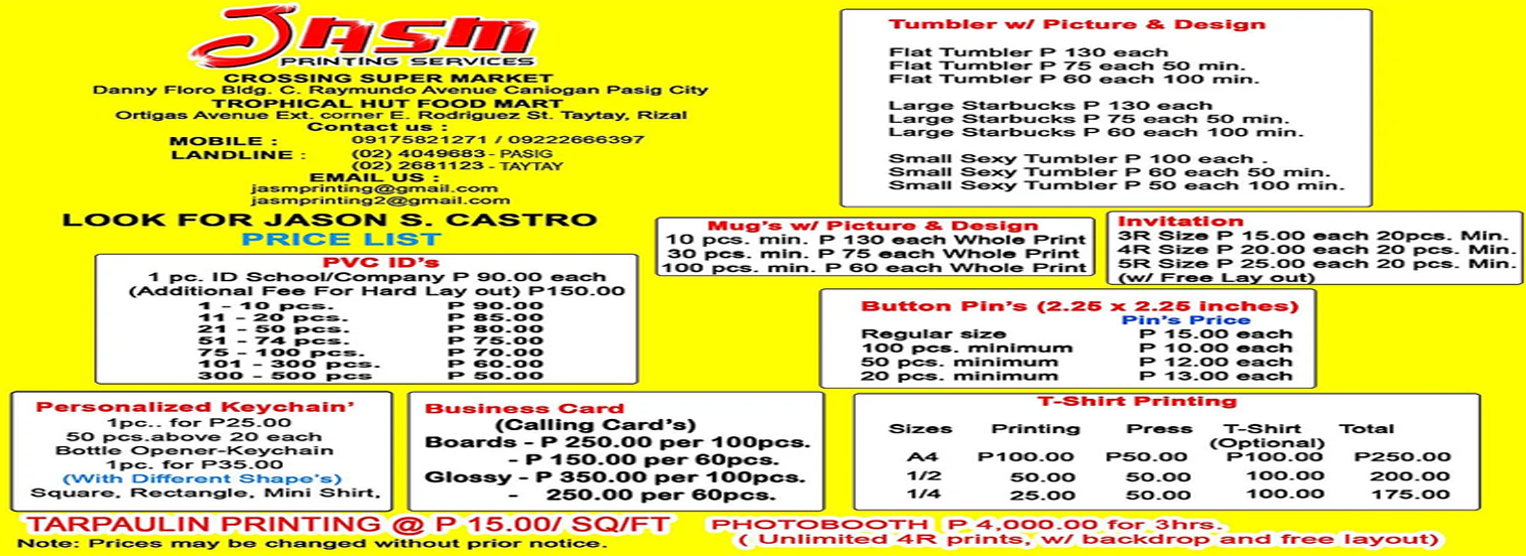 JASM
PRINTING SERVICES
CROSSING SUPER MARKET
Danny Floro Bldg. C. Raymundo Avenue Caniogan Pasig City
TROPHICAL HUT FOOD MART
Ortigas Avenue Ext. corner E. Rodriguez St. Taytay, Rizal
Contact us :
MOBILE : 09175821271 / 09222666397
LANDLINE : (02) 4049683 - PASIG
(02) 2681123 - TAYTAY
EMAIL US :
jasmprinting@gmail.com
jasmprinting2@gmail.com
LOOK FOR JASON S. CASTRO
PRICE LIST
PVC ID's
1 pc. ID School/Company P 90.00 each
(Additional Fee For Hard Lay out) P150.00
1 - 10 pcs. P 90.00
11 - 20 pcs. P 85.00
21 - 50 pcs. P 80.00
51 - 74 pcs. P 75.00
75 - 100 pcs. P 70.00
101 - 300 pcs. P 60.00
300 - 500 pcs P 50.00
Tumbler w/ Picture & Design
Flat Tumbler P 130 each
Flat Tumbler P 75 each 50 min.
Flat Tumbler P 60 each 100 min.
Large Starbucks P 130 each
Large Starbucks P 75 each 50 min.
Large Starbucks P 60 each 100 min.
Small Sexy Tumbler P 100 each .
Small Sexy Tumbler P 60 each 50 min.
Small Sexy Tumbler P 50 each 100 min.
Mug's w/ Picture & Design
10 pcs. min. P 130 each Whole Print
30 pcs. min. P 75 each Whole Print
100 pcs. min. P 60 each Whole Print
Invitation
3R Size P 15.00 each 20pcs. Min.
4R Size P 20.00 each 20 pcs. Min.
5R Size P 25.00 each 20 pcs. Min.
(w/ Free Lay out)
Button Pin's (2.25 x 2.25 inches)
Pin's Price
Regular size P 15.00 each
100 pcs. minimum P 10.00 each
50 pcs. minimum P 12.00 each
20 pcs. minimum P 13.00 each
Personalized Keychain'
1pc.. for P25.00
50 pcs.above 20 each
Bottle Opener-Keychain
1pc. for P35.00
(With Different Shape's)
Square, Rectangle, Mini Shirt,
Business Card
(Calling Card's)
Boards - P 250.00 per 100pcs.
- P 150.00 per 60pcs.
Glossy - P 350.00 per 100pcs.
- 250.00 per 60pcs.
T-Shirt Printing
Sizes Printing Press T-Shirt Total
(Optional)
A4 P100.00 P50.00 P100.00 P250.00
1/2 50.00 50.00 100.00 200.00
1/4 25.00 50.00 100.00 175.00
TARPAULIN PRINTING @ P 15.00/ SQ/FT
Note: Prices may be changed without prior notice.
PHOTOBOOTH P 4,000.00 for 3hrs.
( Unlimited 4R prints, w/ backdrop and free layout)